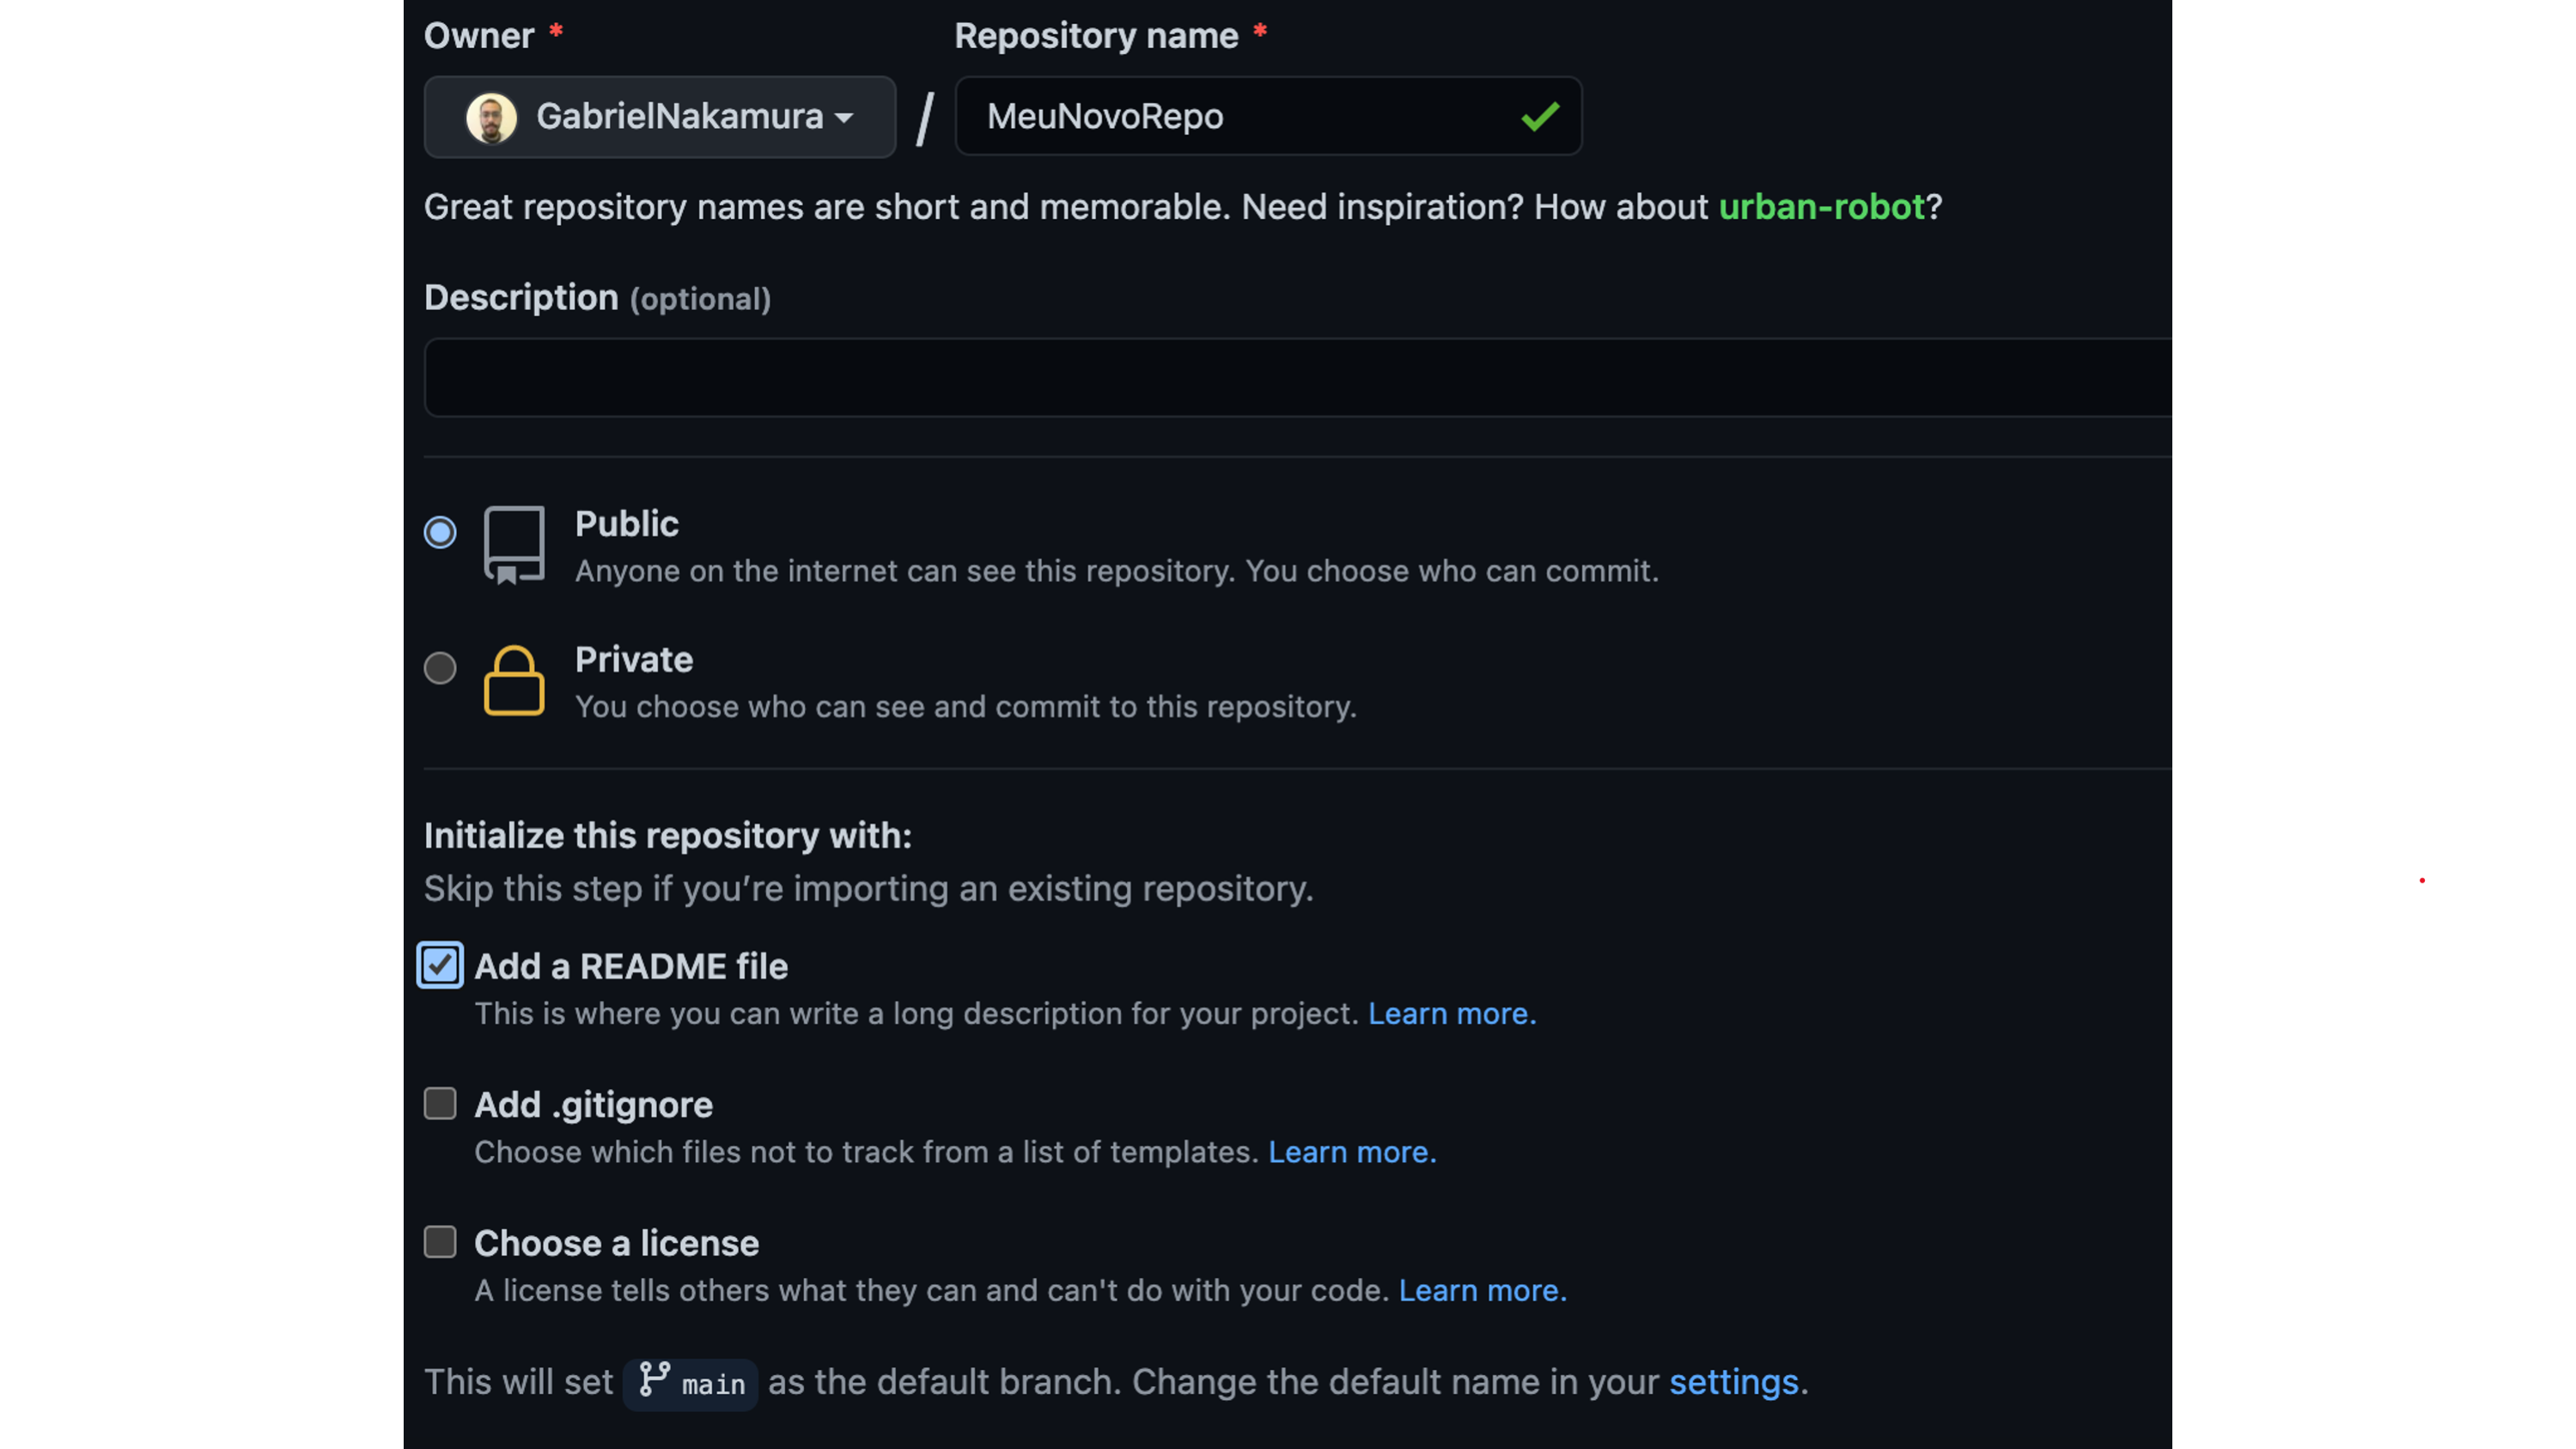 Owner *
Repository name *
GabrielNakamura / MeuNovoRepo
Great repository names are short and memorable. Need inspiration? How about urban-robot?
Description (optional)
Public
Anyone on the internet can see this repository. You choose who can commit.
Private
You choose who can see and commit to this repository.
Initialize this repository with:
Skip this step if you’re importing an existing repository.
Add a README file
This is where you can write a long description for your project. Learn more.
Add .gitignore
Choose which files not to track from a list of templates. Learn more.
Choose a license
A license tells others what they can and can't do with your code. Learn more.
This will set main as the default branch. Change the default name in your settings.